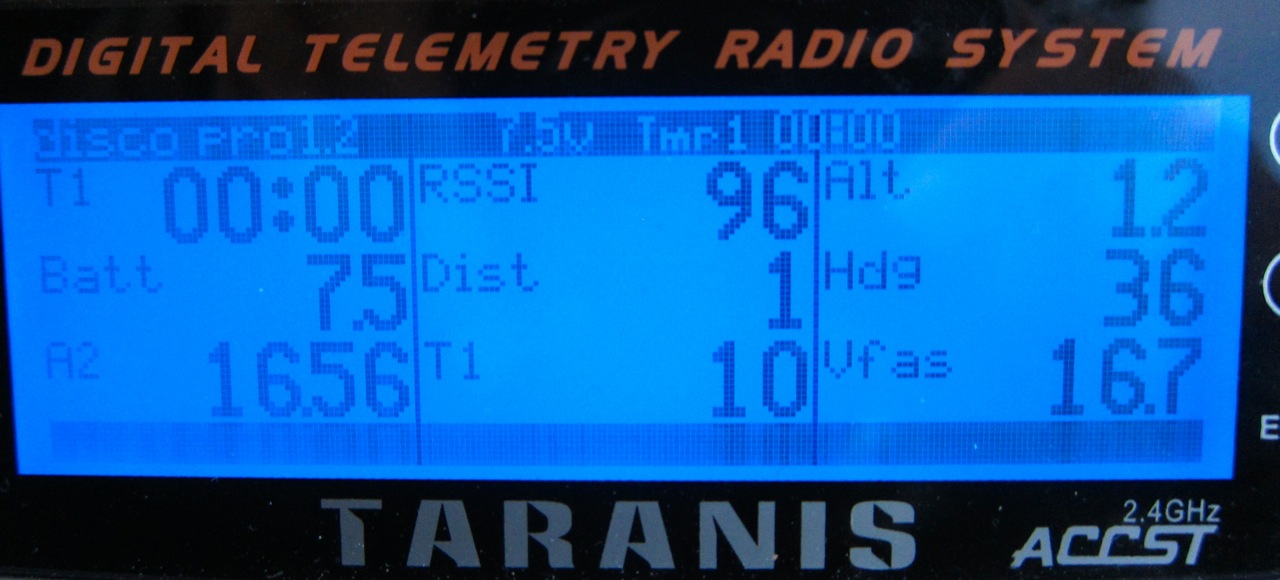 DIGITAL TELEMETRY RADIO SYSTEM
disco pro1.2 7.5v Tmr1 00:00
T1 00:00 RSSI 96 Alt 1.2
Batt 7.5 Dist 1 Hdg 36
A2 16.56 T1 10 Vfas 16.7
E
TARANIS 2.4GHz
ACCST